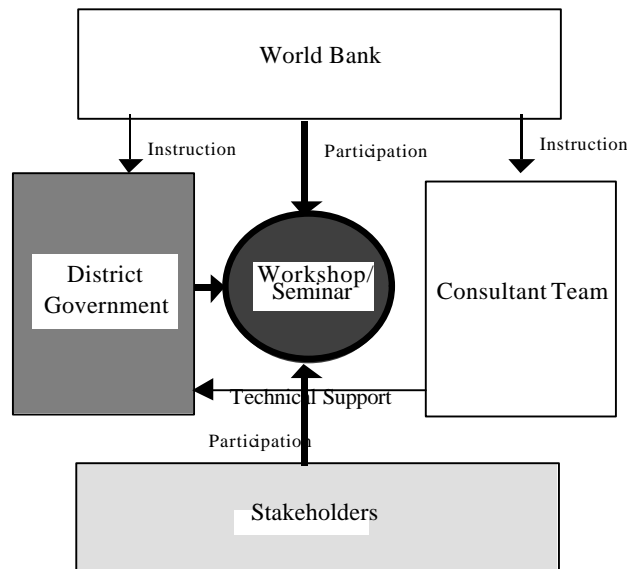 World Bank
Instruction
Participation
Instruction
District
Government
Workshop/
Seminar
Consultant Team
Technical Support
Participation
Stakeholders